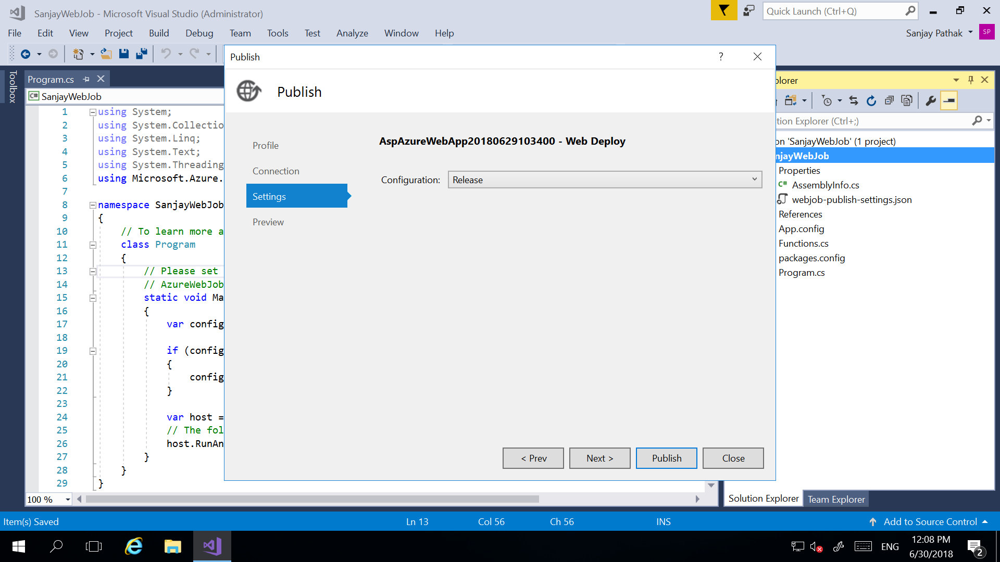 SanjayWebJob - Microsoft Visual Studio (Administrator)
Quick Launch (Ctrl+Q)
File Edit View Project Build Debug Team Tools Test Analyze Window Help
Sanjay Pathak SP
Toolbox
Program.cs
C# SanjayWebJob
1 using System;
2 using System.Collectio
3 using System.Linq;
4 using System.Text;
5 using System.Threading
6 using Microsoft.Azure.
7
8 namespace SanjayWebJob
9 {
10 // To learn more a
11 class Program
12 {
13 // Please set
14 // AzureWebJob
15 static void Ma
16 {
17 var config
18
19 if (config
20 {
21 config
22 }
23
24 var host =
25 // The fol
26 host.RunAn
27 }
28 }
29 }
100 %
Publish ?
Publish
Profile
Connection
Settings
Preview
AspAzureWebApp20180629103400 - Web Deploy
Configuration: Release
< Prev Next > Publish Close
plorer
tion Explorer (Ctrl+;)
on 'SanjayWebJob' (1 project)
njayWebJob
Properties
C# AssemblyInfo.cs
webjob-publish-settings.json
References
App.config
Functions.cs
packages.config
Program.cs
Solution Explorer Team Explorer
Item(s) Saved Ln 13 Col 56 Ch 56 INS Add to Source Control
ENG
12:08 PM
6/30/2018
2